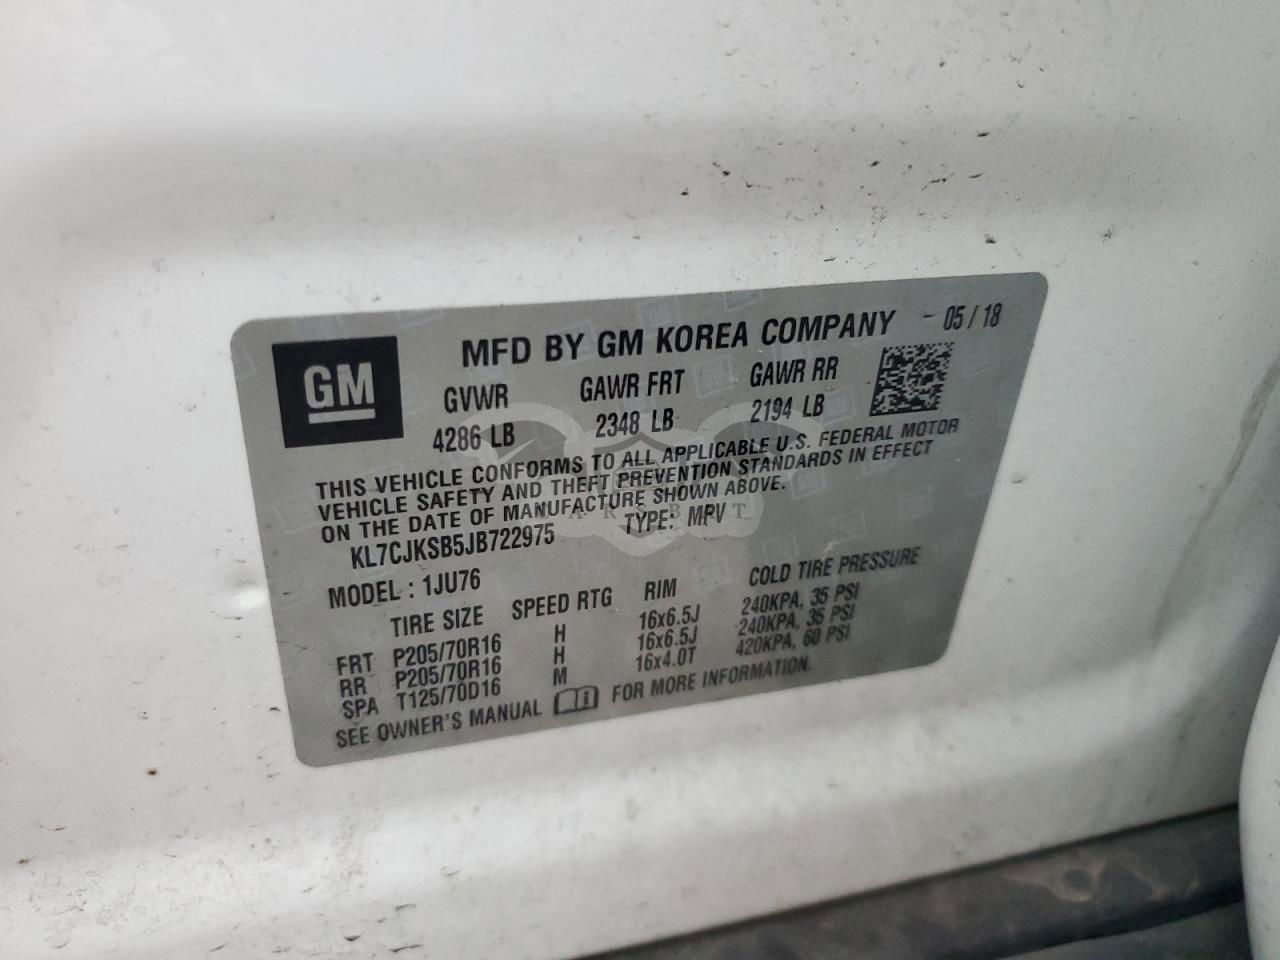 GM
MFD BY GM KOREA COMPANY - 05 / 18
GVWR GAWR FRT GAWR RR
4286 LB 2348 LB 2194 LB
THIS VEHICLE CONFORMS TO ALL APPLICABLE U.S. FEDERAL MOTOR
VEHICLE SAFETY AND THEFT PREVENTION STANDARDS IN EFFECT
ON THE DATE OF MANUFACTURE SHOWN ABOVE.
KL7CJKSB5JB722975 TYPE: MPV
MODEL : 1JU76
TIRE SIZE SPEED RTG RIM COLD TIRE PRESSURE
FRT P205/70R16 H 16x6.5J 240KPA, 35 PSI
RR P205/70R16 H 16x6.5J 240KPA, 35 PSI
SPA T125/70D16 M 16x4.0T 420KPA, 60 PSI
SEE OWNER'S MANUAL FOR MORE INFORMATION.